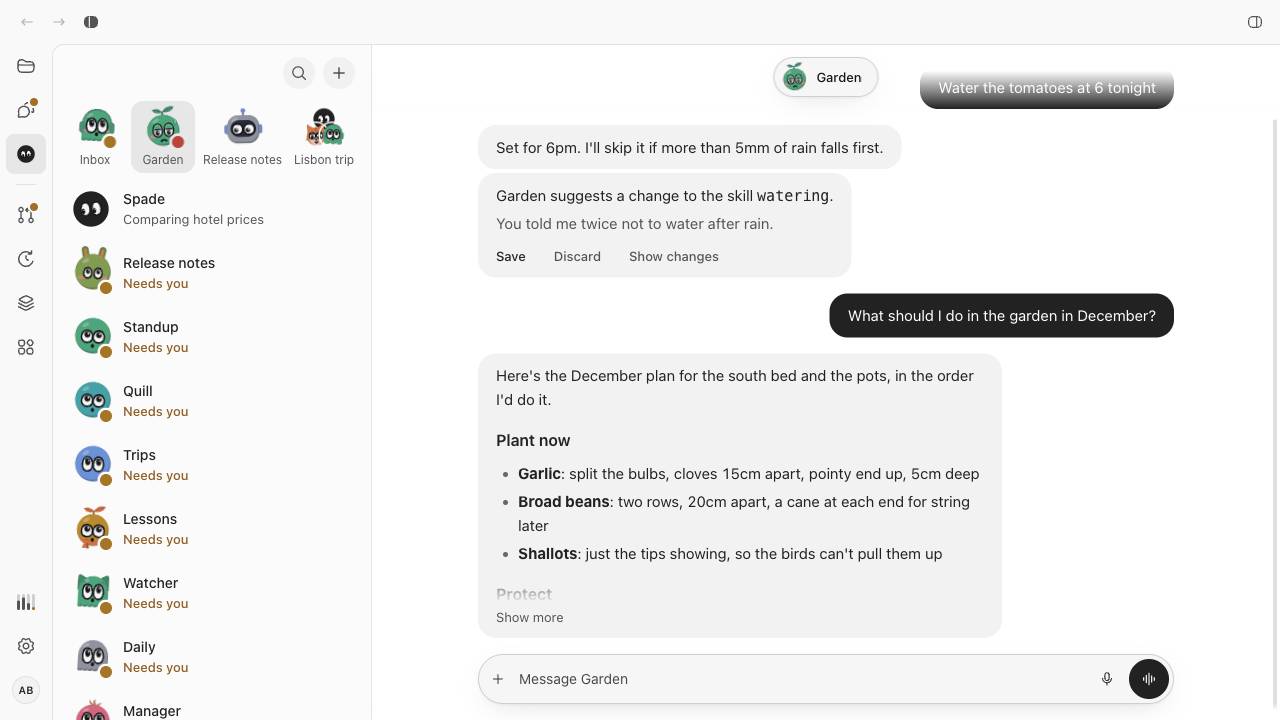 Inbox
Garden
Release notes
Lisbon trip
Spade
Comparing hotel prices
Release notes
Needs you
Standup
Needs you
Quill
Needs you
Trips
Needs you
Lessons
Needs you
Watcher
Needs you
Daily
Needs you
Manager
AB
Garden
Water the tomatoes at 6 tonight
Set for 6pm. I'll skip it if more than 5mm of rain falls first.
Garden suggests a change to the skill watering.
You told me twice not to water after rain.
Save Discard Show changes
What should I do in the garden in December?
Here's the December plan for the south bed and the pots, in the order
I'd do it.
Plant now
• Garlic: split the bulbs, cloves 15cm apart, pointy end up, 5cm deep
• Broad beans: two rows, 20cm apart, a cane at each end for string
later
• Shallots: just the tips showing, so the birds can't pull them up
Protect
Show more
Message Garden